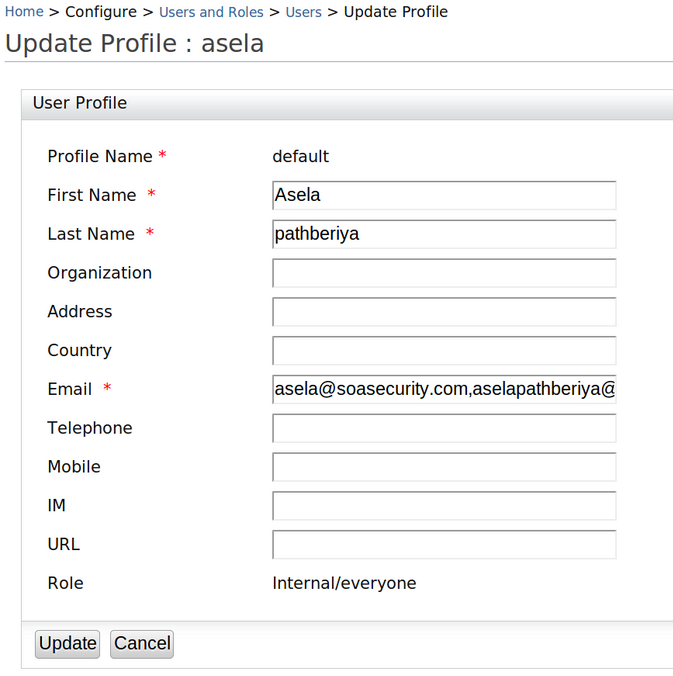 Home > Configure > Users and Roles > Users > Update Profile
Update Profile : asela
User Profile
Profile Name * default
First Name * Asela
Last Name * pathberiya
Organization
Address
Country
Email * asela@soasecurity.com,aselapathberiya@
Telephone
Mobile
IM
URL
Role Internal/everyone
Update Cancel